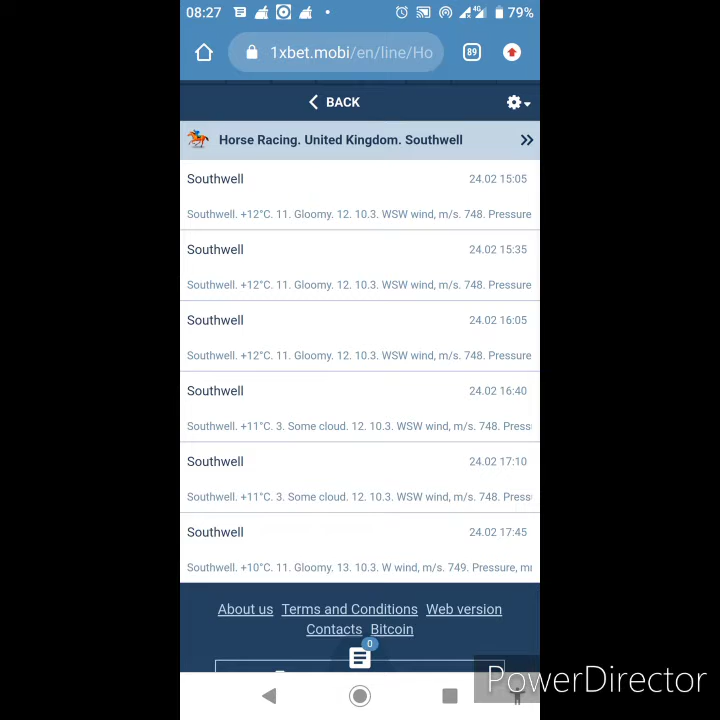 08:27
4G
79%
1xbet.mobi/en/line/Ho
89
BACK
Horse Racing. United Kingdom. Southwell
Southwell 24.02 15:05
Southwell. +12°C. 11. Gloomy. 12. 10.3. WSW wind, m/s. 748. Pressure
Southwell 24.02 15:35
Southwell. +12°C. 11. Gloomy. 12. 10.3. WSW wind, m/s. 748. Pressure
Southwell 24.02 16:05
Southwell. +12°C. 11. Gloomy. 12. 10.3. WSW wind, m/s. 748. Pressure
Southwell 24.02 16:40
Southwell. +11°C. 3. Some cloud. 12. 10.3. WSW wind, m/s. 748. Press
Southwell 24.02 17:10
Southwell. +11°C. 3. Some cloud. 12. 10.3. WSW wind, m/s. 748. Press
Southwell 24.02 17:45
Southwell. +10°C. 11. Gloomy. 13. 10.3. W wind, m/s. 749. Pressure, m
About us Terms and Conditions Web version
Contacts Bitcoin
0
PowerDirector